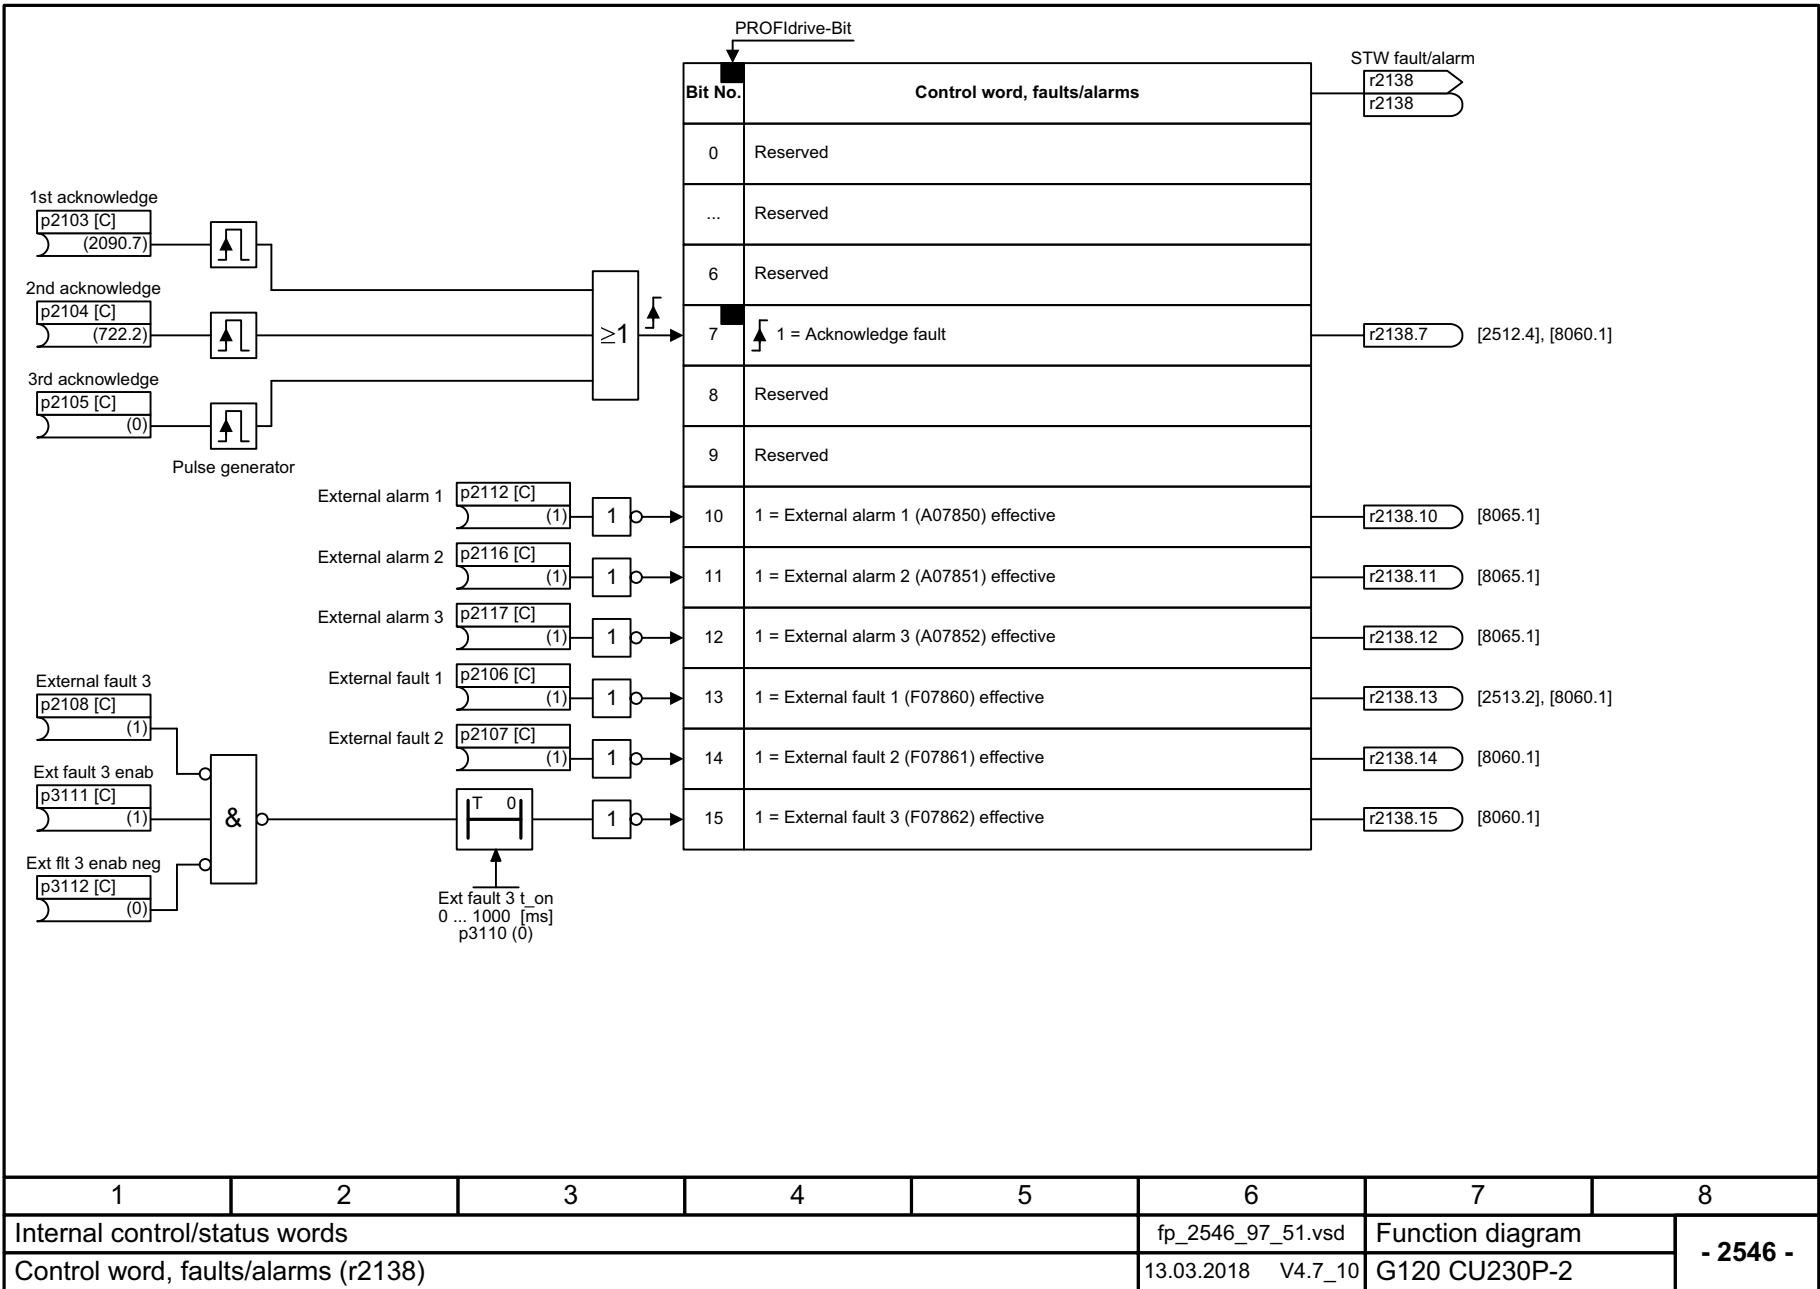 PROFIdrive-Bit
STW fault/alarm
r2138
r2138
Bit No.
Control word, faults/alarms
0
Reserved
...
Reserved
6
Reserved
1st acknowledge
p2103 [C]
(2090.7)
2nd acknowledge
p2104 [C]
(722.2)
3rd acknowledge
p2105 [C]
(0)
Pulse generator
≥1
7
1 = Acknowledge fault
r2138.7
[2512.4], [8060.1]
8
Reserved
9
Reserved
External alarm 1
p2112 [C]
(1)
1
10
1 = External alarm 1 (A07850) effective
r2138.10
[8065.1]
External alarm 2
p2116 [C]
(1)
1
11
1 = External alarm 2 (A07851) effective
r2138.11
[8065.1]
External alarm 3
p2117 [C]
(1)
1
12
1 = External alarm 3 (A07852) effective
r2138.12
[8065.1]
External fault 1
p2106 [C]
(1)
1
13
1 = External fault 1 (F07860) effective
r2138.13
[2513.2], [8060.1]
External fault 2
p2107 [C]
(1)
1
14
1 = External fault 2 (F07861) effective
r2138.14
[8060.1]
External fault 3
p2108 [C]
(1)
Ext fault 3 enab
p3111 [C]
(1)
Ext flt 3 enab neg
p3112 [C]
(0)
&
T 0
Ext fault 3 t_on
0 ... 1000 [ms]
p3110 (0)
1
15
1 = External fault 3 (F07862) effective
r2138.15
[8060.1]
1 2 3 4 5 6 7 8
Internal control/status words
fp_2546_97_51.vsd
Function diagram
- 2546 -
Control word, faults/alarms (r2138)
13.03.2018 V4.7_10
G120 CU230P-2